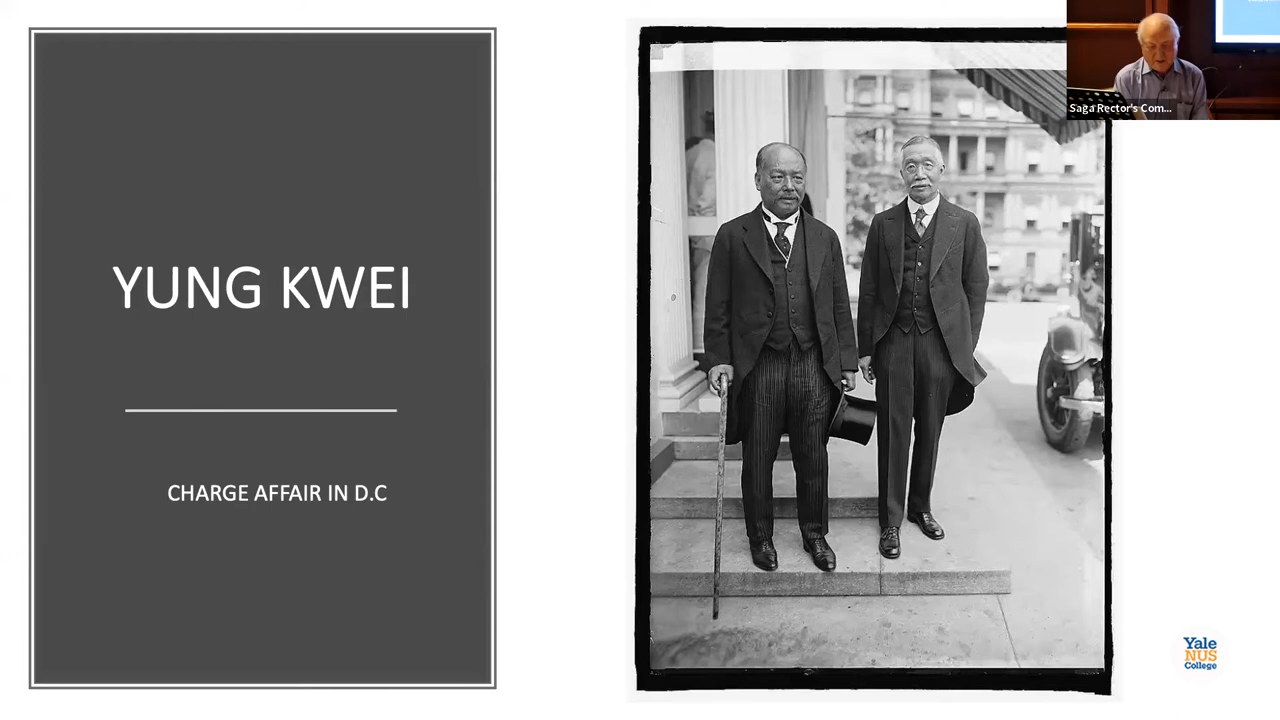 YUNG KWEI
CHARGE AFFAIR IN D.C
Saga Rector's Com...
Yale
NUS
College